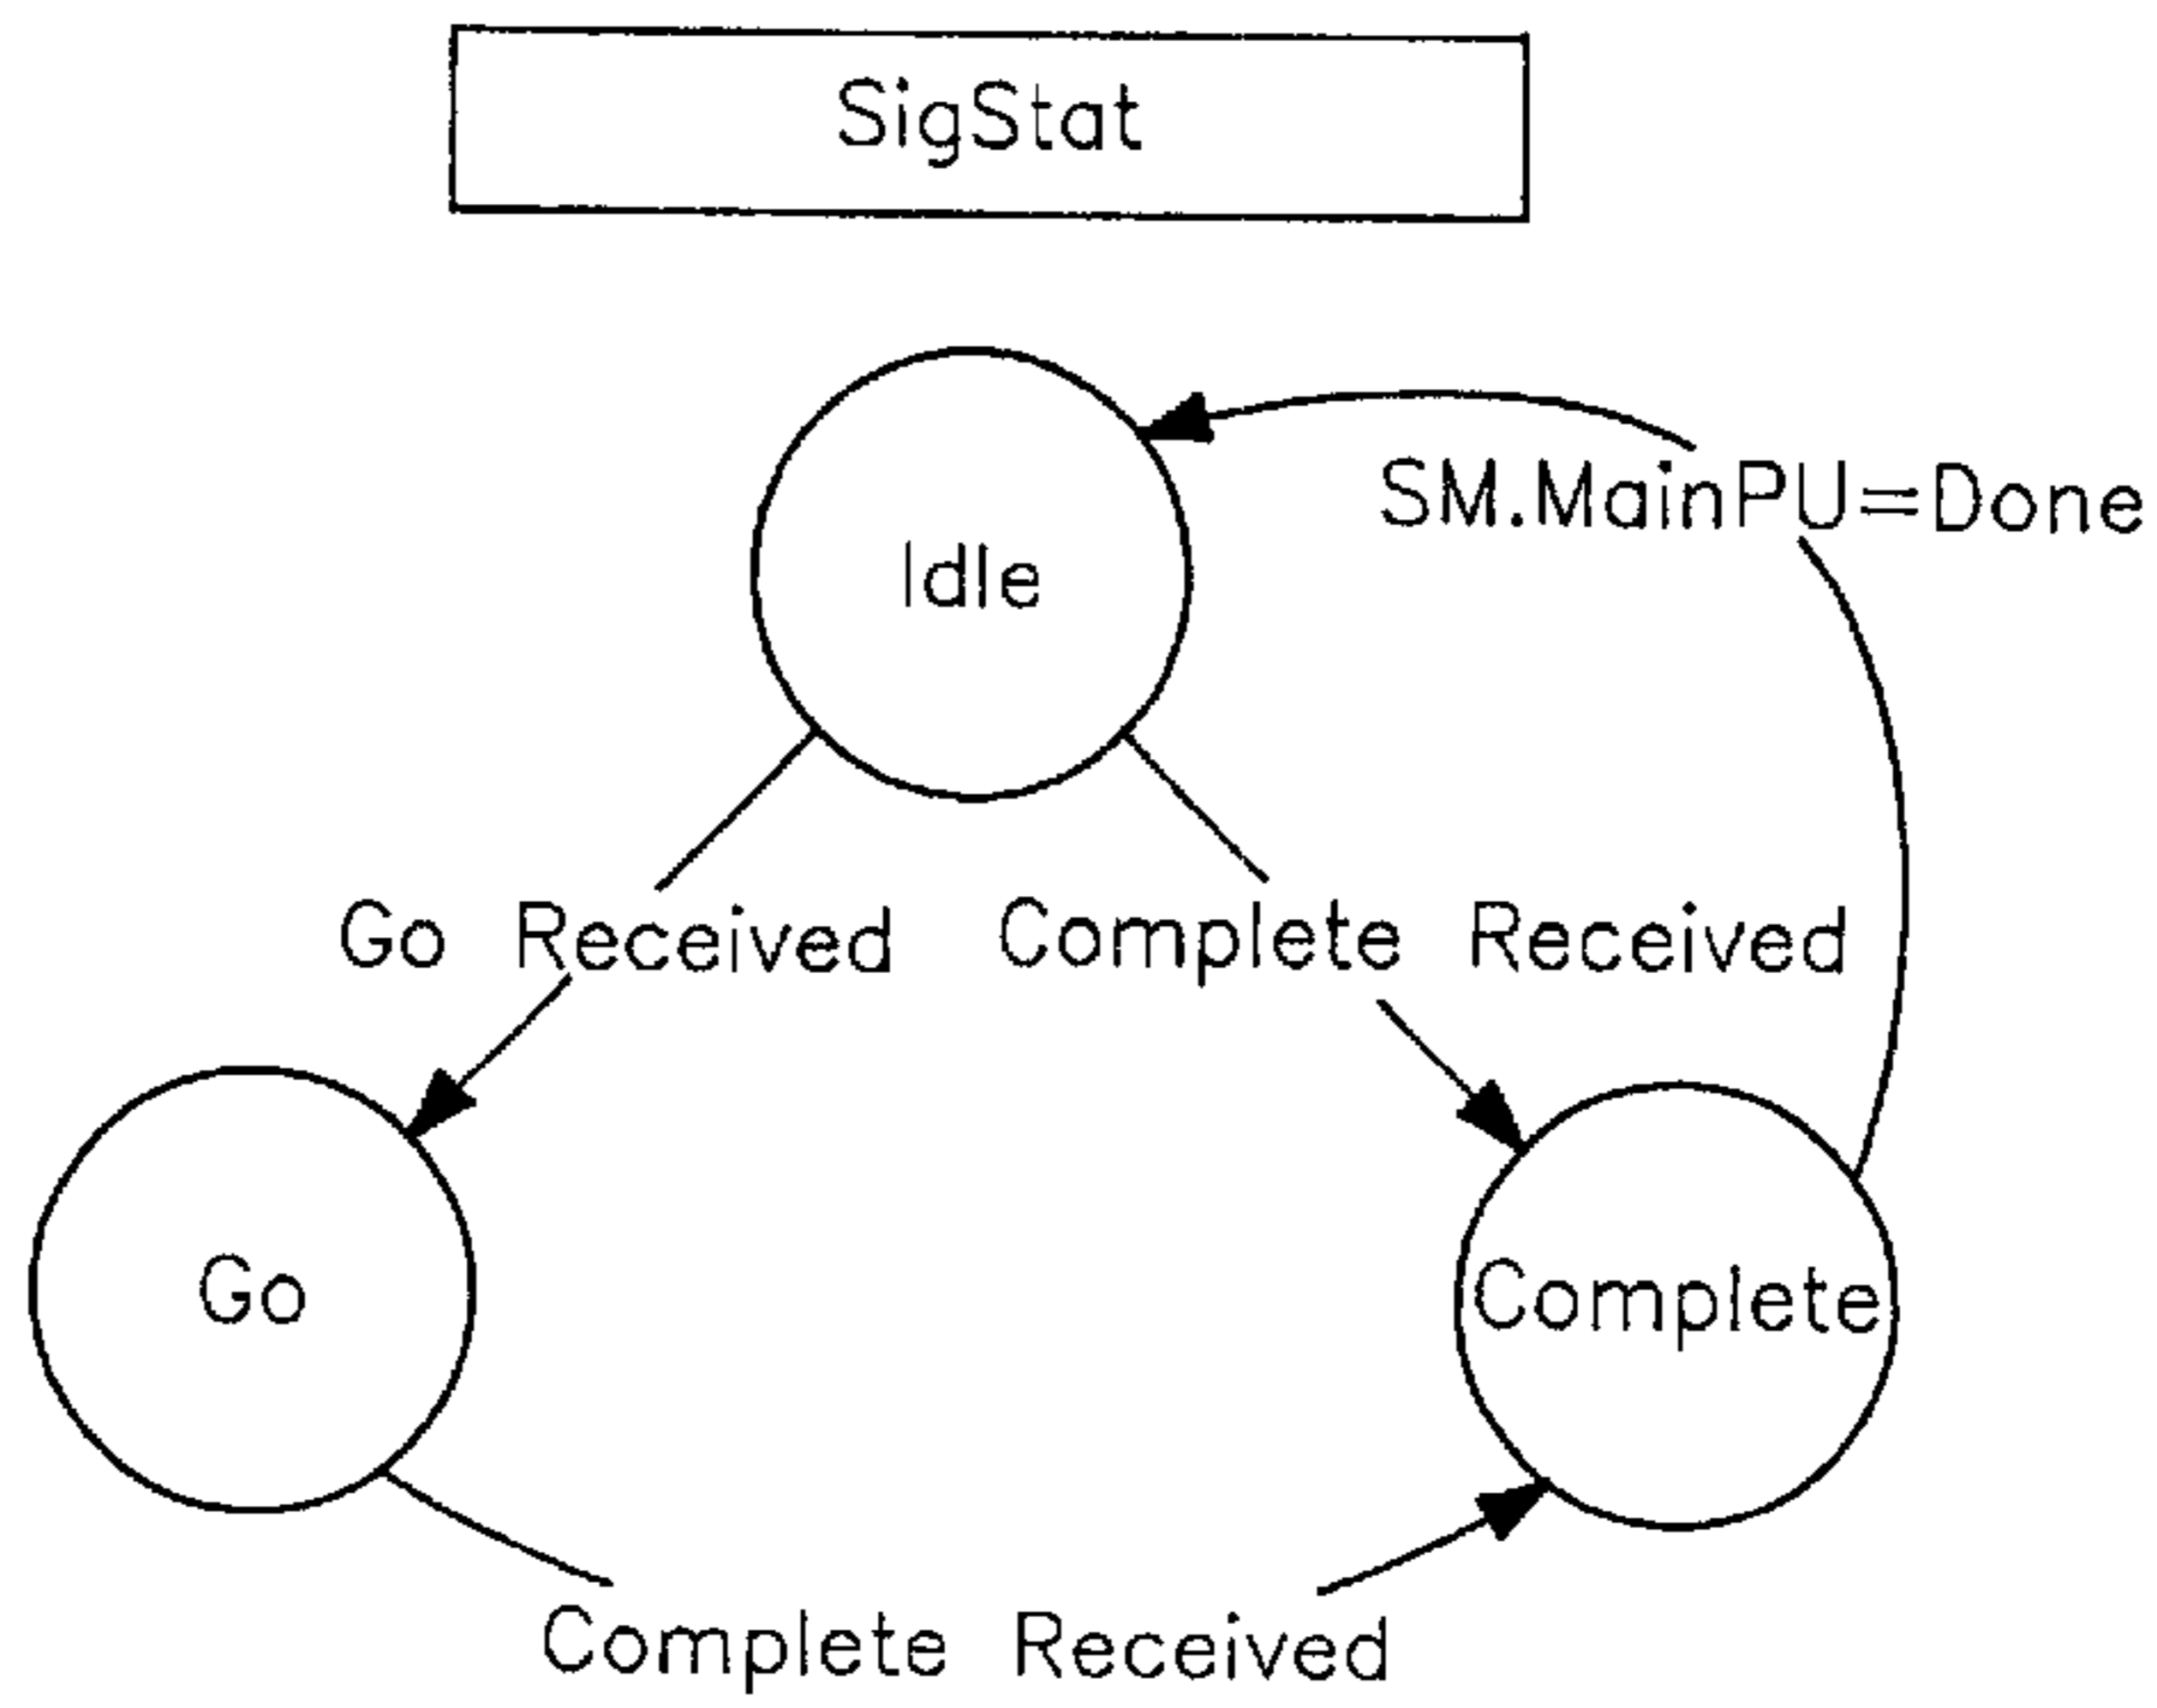 SigStat
SM.MainPU=Done
Idle
Go Received
Complete Received
Go
Complete
Complete Received